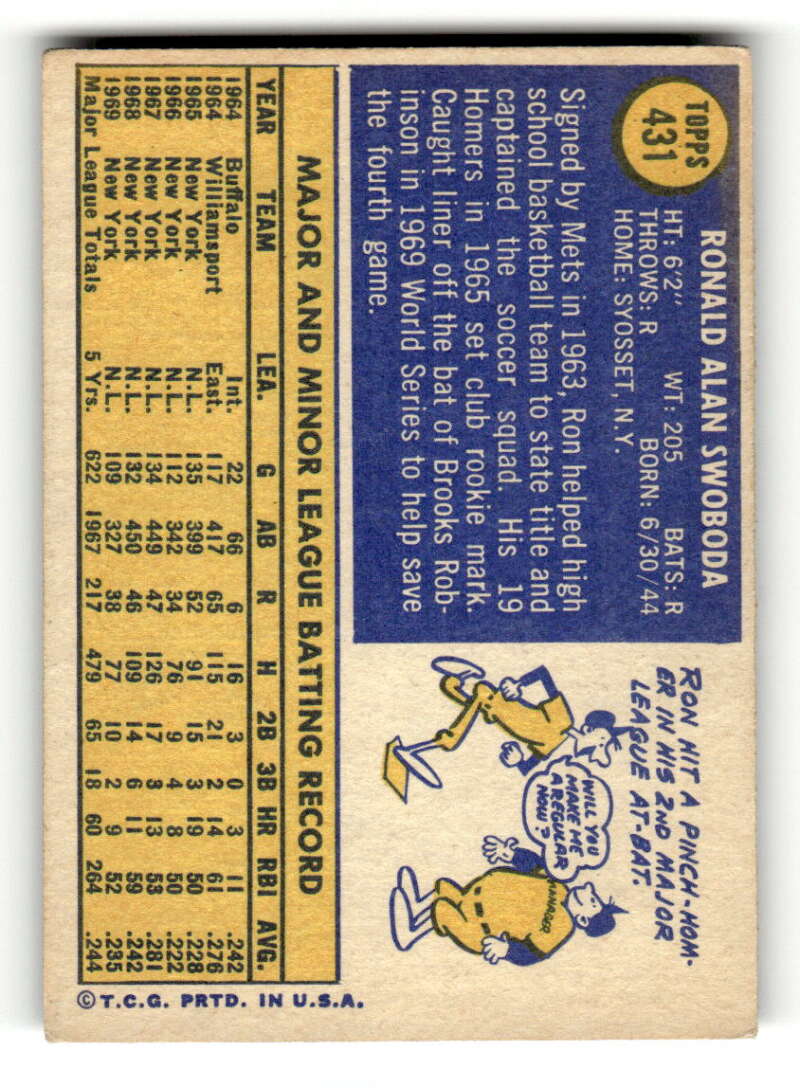 TOPPS
431
RONALD ALAN SWOBODA
HT: 6'2" WT: 205 BATS: R
THROWS: R BORN: 6/30/44
HOME: SYOSSET, N.Y.
Signed by Mets in 1963, Ron helped high
school basketball team to state title and
captained the soccer squad. His 19
Homers in 1965 set club rookie mark.
Caught liner off the bat of Brooks Rob-
inson in 1969 World Series to help save
the fourth game.
RON HIT A PINCH-HOM-
ER IN HIS 2ND MAJOR
LEAGUE AT-BAT.
WILL YOU
MAKE ME
A REGULAR
NOW?
MANAGER
MAJOR AND MINOR LEAGUE BATTING RECORD
YEAR TEAM LEA. G AB R H 2B 3B HR RBI AVG.
1964 Buffalo Int. 22 66 6 16 3 0 3 11 .242
1964 Williamsport East. 117 417 65 115 21 2 14 61 .276
1965 New York N.L. 135 399 52 91 15 3 19 50 .228
1966 New York N.L. 112 342 34 76 9 4 8 50 .222
1967 New York N.L. 134 449 47 126 17 3 13 53 .281
1968 New York N.L. 132 450 46 109 14 6 11 59 .242
1969 New York N.L. 109 327 38 77 10 2 9 52 .235
Major League Totals 5 Yrs. 622 1967 217 479 65 18 60 264 .244
©T.C.G. PRTD. IN U.S.A.